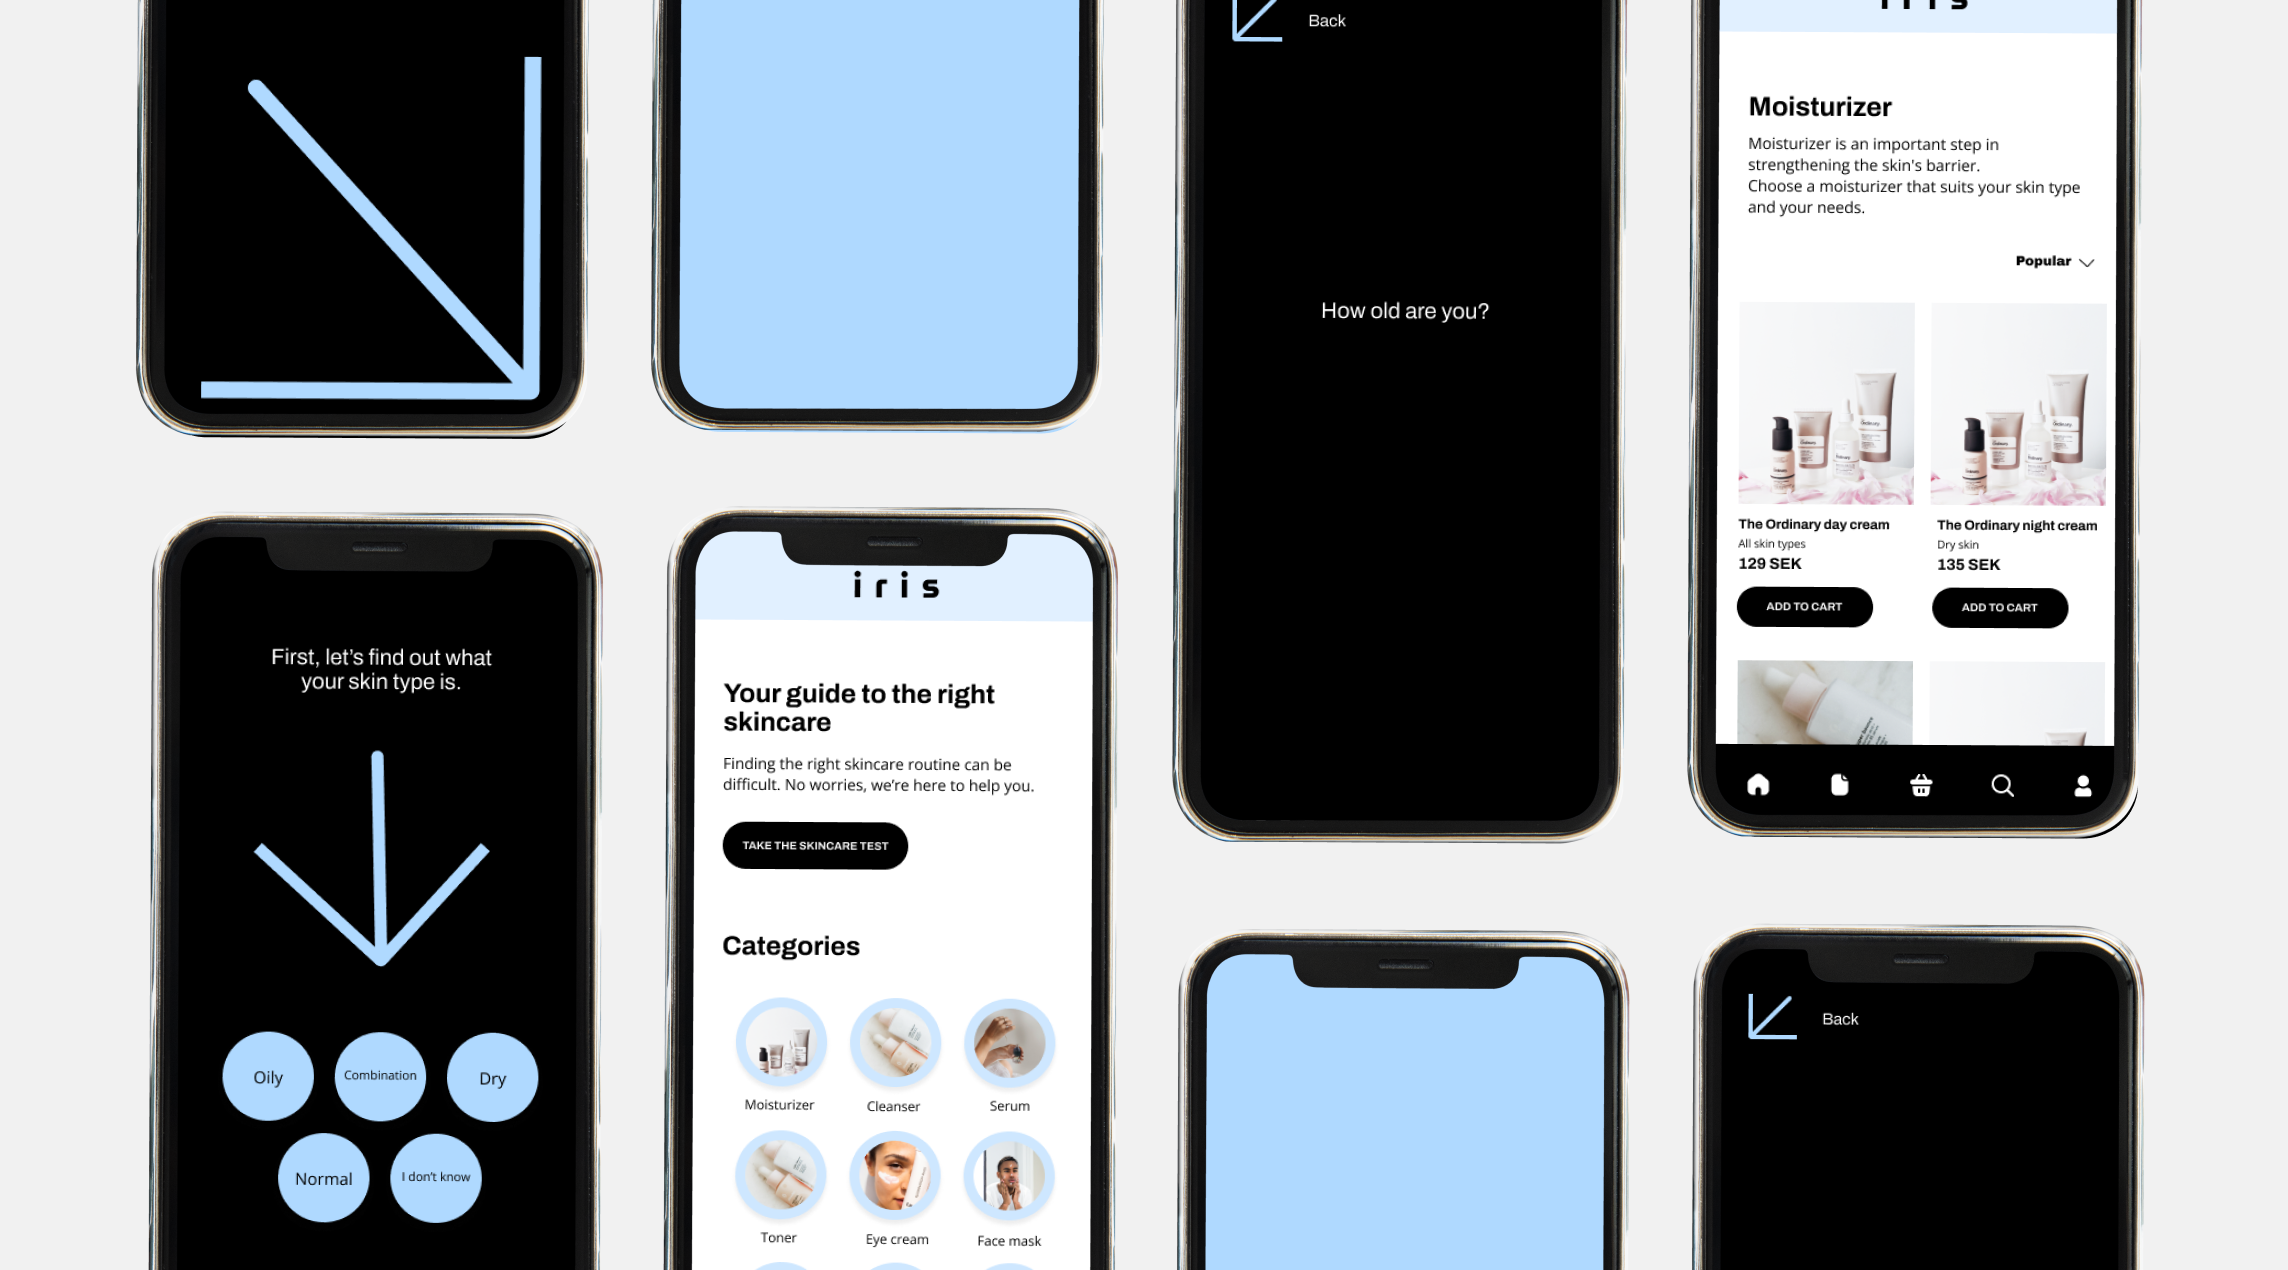 Back
How old are you?
iris
Moisturizer
Moisturizer is an important step in
strengthening the skin's barrier.
Choose a moisturizer that suits your skin type
and your needs.
Popular
The Ordinary day cream
All skin types
129 SEK
ADD TO CART
The Ordinary night cream
Dry skin
135 SEK
ADD TO CART
First, let's find out what
your skin type is.
Oily
Combination
Dry
Normal
I don't know
iris
Your guide to the right
skincare
Finding the right skincare routine can be
difficult. No worries, we're here to help you.
TAKE THE SKINCARE TEST
Categories
Moisturizer
Cleanser
Serum
Toner
Eye cream
Face mask
Back